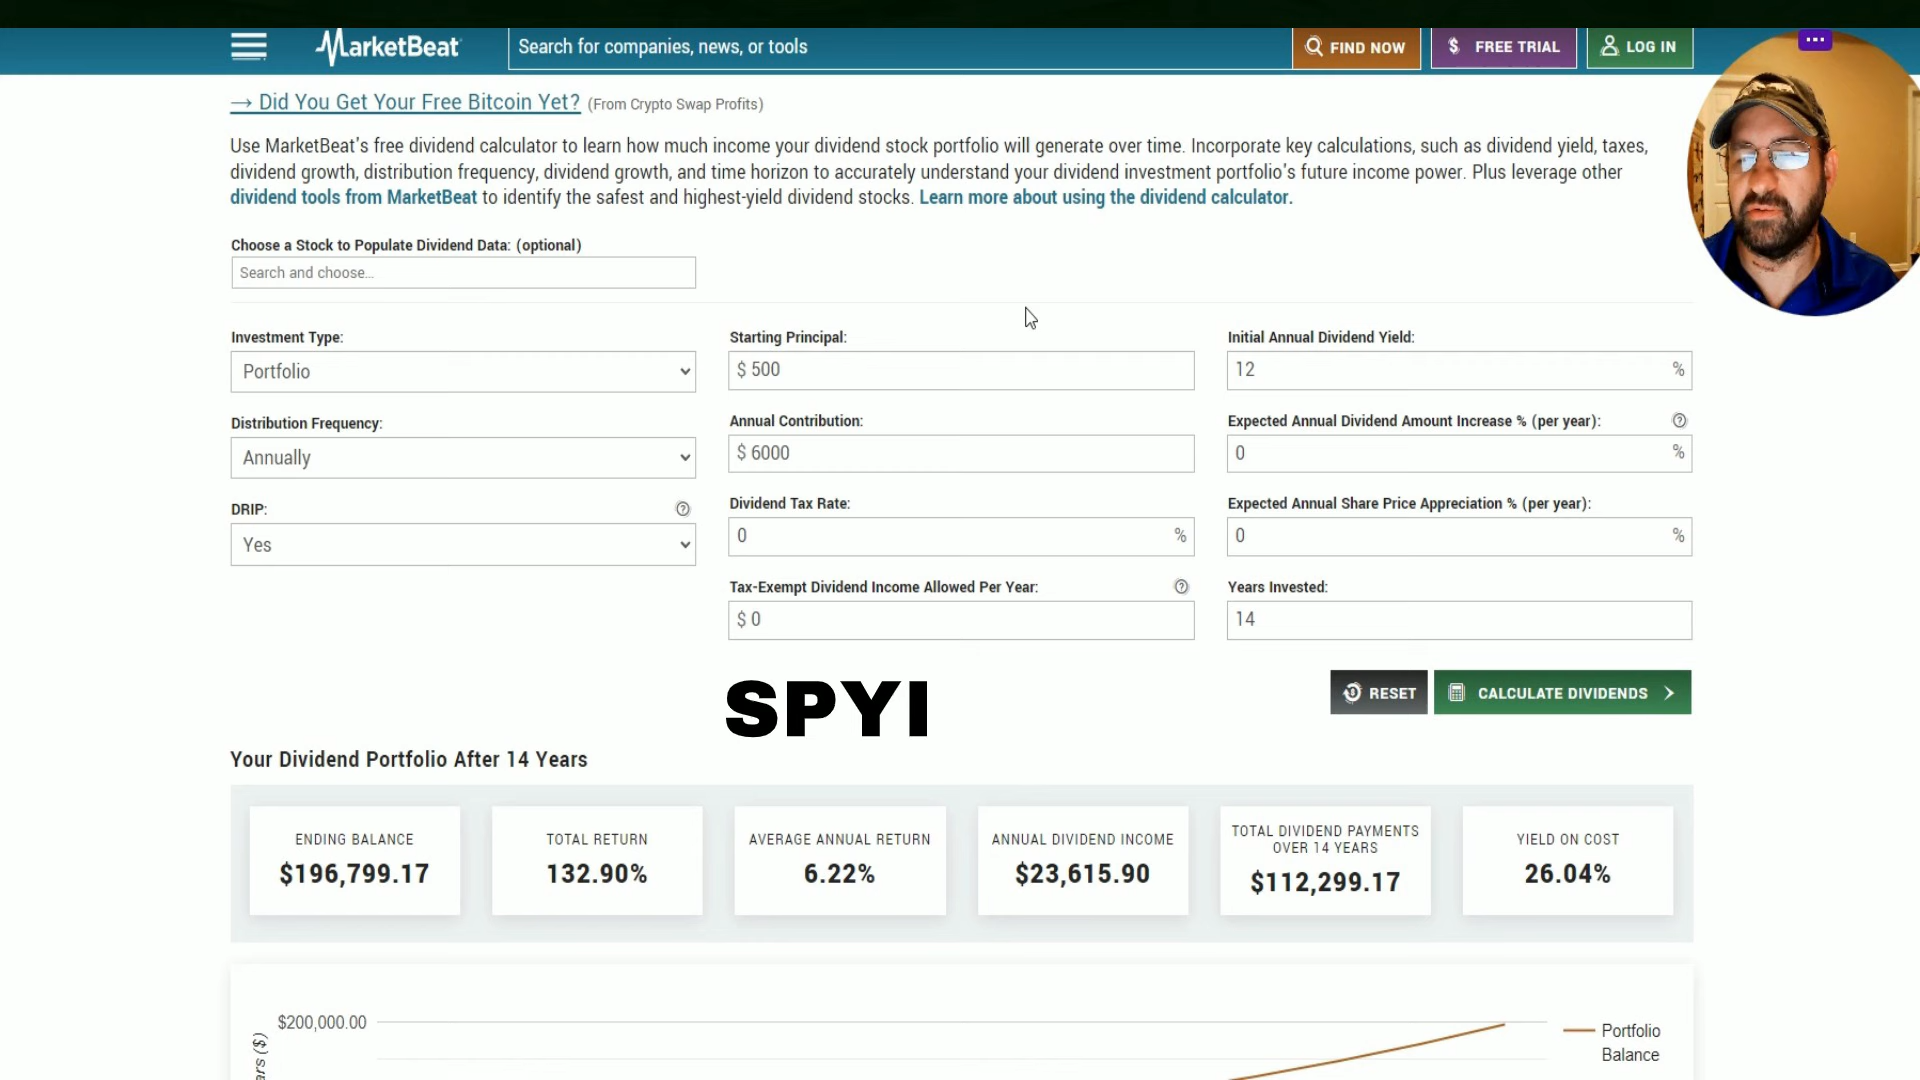 MarketBeat
Search for companies, news, or tools
FIND NOW
$ FREE TRIAL
LOG IN
→ Did You Get Your Free Bitcoin Yet? (From Crypto Swap Profits)
Use MarketBeat's free dividend calculator to learn how much income your dividend stock portfolio will generate over time. Incorporate key calculations, such as dividend yield, taxes,
dividend growth, distribution frequency, dividend growth, and time horizon to accurately understand your dividend investment portfolio's future income power. Plus leverage other
dividend tools from MarketBeat to identify the safest and highest-yield dividend stocks. Learn more about using the dividend calculator.
Choose a Stock to Populate Dividend Data: (optional)
Search and choose...
Investment Type:
Portfolio
Distribution Frequency:
Annually
DRIP:
Yes
Starting Principal:
$ 500
Annual Contribution:
$ 6000
Dividend Tax Rate:
0 %
Tax-Exempt Dividend Income Allowed Per Year:
$ 0
Initial Annual Dividend Yield:
12 %
Expected Annual Dividend Amount Increase % (per year):
0 %
Expected Annual Share Price Appreciation % (per year):
0 %
Years Invested:
14
SPYI
RESET
CALCULATE DIVIDENDS
Your Dividend Portfolio After 14 Years
ENDING BALANCE
$196,799.17
TOTAL RETURN
132.90%
AVERAGE ANNUAL RETURN
6.22%
ANNUAL DIVIDEND INCOME
$23,615.90
TOTAL DIVIDEND PAYMENTS
OVER 14 YEARS
$112,299.17
YIELD ON COST
26.04%
$200,000.00
Portfolio
Balance